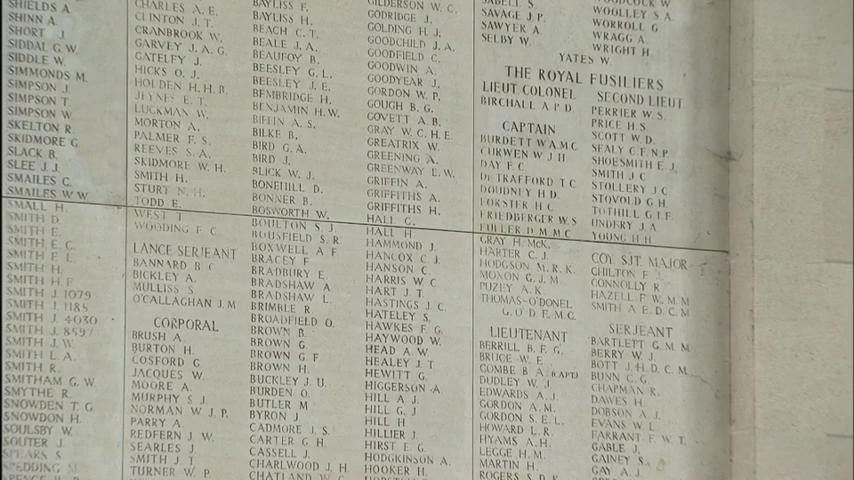 SHIELDS A.
SHINN A.
SHORT J.
SIDDAL G.W.
SIDDLE W.
SIMMONDS M.
SIMPSON J.
SIMPSON T.
SIMPSON W.
SKELTON R.
SKIDMORE G.
SLACK B.
SLEE J.J.
SMAILES C.
SMAILES W W
SMALL H.
SMITH D.
SMITH E.
SMITH E.C.
SMITH E.L.
SMITH H.
SMITH H.F.
SMITH J. 1079
SMITH J. 1185
SMITH J. 4030
SMITH J. 8597
SMITH J.W.
SMITH L.A.
SMITH R.
SMITHAM G.W
SMYTHE R.
SNOWDEN T.G.
SNOWDON H.
SOULSBY W.
SOUTER J.
SPEARS S
SPEDDING M
CHARLES A.E.
CLINTON J.T.
CRANBROOK W.
GARVEY J.A.G.
GATELEY J.
HICKS O.J.
HOLDEN H.H.B.
JEYNES E.T.
LUCKMAN W.
MORTON A.
PALMER F.S.
REEVES S.A.
SKIDMORE W.H.
SMITH H.
STURT N.H.
TODD E.
WEST T
WOODING F C
LANCE SERJEANT
BANNARD B C
BICKLEY A.
MULLISS S
O'CALLAGHAN J.M
CORPORAL
BRUSH A.
BURTON H.
COSFORD G
JACQUES W.
MOORE A.
MURPHY S J.
NORMAN W J.P.
PARRY A.
REDFERN J.W.
SEARLES J
SMITH J T
TURNER W P.
BAYLISS F.
BAYLISS H.
BEACH C.T.
BEALE J.A.
BEAUFOY B.
BEESLEY G.L.
BEESLEY J.E.
BEMBRIDGE H.
BENJAMIN H.W.
BIFFIN A.S.
BILKE B.
BIRD G.A.
BIRD J.
BLICK W.J.
BONEHILL D.
BONNER B.
BOSWORTH W.
BOULTON S.J
BOUSFIELD S.R.
BOXWELL A F
BRACEY F.
BRADBURY E.
BRADSHAW A
BRADSHAW L.
BRIMBLE R
BROADFIELD O.
BROWN B.
BROWN G.
BROWN G F
BROWN H.
BUCKLEY J.U.
BURDEN O.
BUTLER M
BYRON J.
CADMORE J.S.
CARTER G.H.
CASSELL J.
CHARLWOOD J.H.
CHATLAND W C
GILDERSON W.C.
GODRIDGE J.
GOLDING H.J.
GOODCHILD J.A.
GOODFIELD C.
GOODWIN A.
GOODYEAR J.
GORDON W.P.
GOUGH B.G.
GOVETT A.B.
GRAY W.C.H.E.
GREATRIX W.
GREENING A.
GREENWAY E.W.
GRIFFIN A.
GRIFFITHS A.
GRIFFITHS H.
HALL C.
HALL H
HAMMOND J.
HANCOX C J.
HANSON C.
HARRIS W C
HART J.T
HASTINGS J.C.
HATELEY S.
HAWKES F G.
HAYWOOD W.
HEAD A.W.
HEALEY J T
HEWITT G.
HIGGERSON A
HILL A J
HILL G. J
HILL H
HILLIER J.
HIRST E G.
HODGKINSON A.
HOOKER H
SABELL S.
SAVAGE J.P.
SAWYER A
SELBY W.
WOODCOCK W
WOOLLEY S A.
WORROLL G
WRAGG A.
WRIGHT H.
YATES W.
THE ROYAL FUSILIERS
LIEUT COLONEL
BIRCHALL A P D.
CAPTAIN
BURDETT W A M C
CURWEN W J H
DAY F C
DE TRAFFORD T C
DOUDNEY H D.
FORSTER H C
FRIEDBERGER W S
FULLER D M M C
GRAY H. McK.
HARTER C. J.
HODGSON M.R.K.
MOXON G.J.M
PUZEY A.K.
THOMAS-O'DONEL
G.O'D F. M.C.
LIEUTENANT
BERRILL B.F.G.
BRUCE W E.
COMBE B A (CAPT)
DUDLEY W. J.
EDWARDS A. J
GORDON A.M.
GORDON S.E.L.
HOWARD L.R.
HYAMS A.H.
LEGGE H.M.
MARTIN H.
ROGERS S.D K
SECOND LIEUT
PERRIER W S.
PRICE H S.
SCOTT W.D.
SEALY C F N P.
SHOESMITH E J.
SMITH J C
STOLLERY J C
STOVOLD G H.
TOTHILL G I F.
UNDERY J A.
YOUNG H H
COY SJT. MAJOR
CHILTON F J.
CONNOLLY R
HAZELL F W. M M
SMITH A E. D.C.M
SERJEANT
BARTLETT G.M.M
BERRY W.J.
BOTT J.H. D.C.M
BUNN C.G.
CHAPMAN K.
DAWES H.
DOBSON A J.
EVANS W L.
FARRANT F.W.T.
GABLE J.
GAINEY S.
GAY A.J.